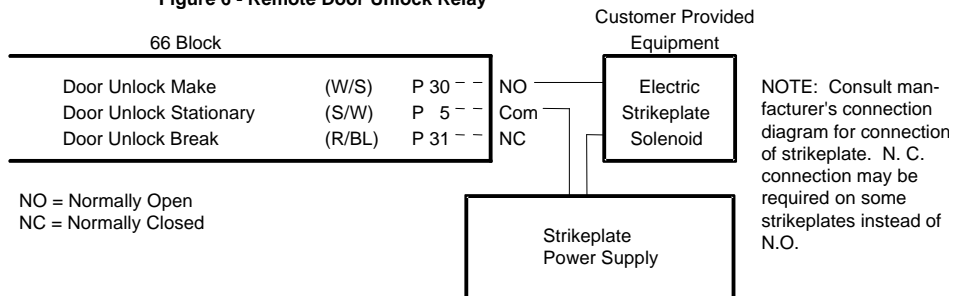 Figure 6 - Remote Door Unlock Relay
Customer Provided
Equipment
66 Block
Door Unlock Make (W/S) P 30 NO
Door Unlock Stationary (S/W) P 5 Com
Door Unlock Break (R/BL) P 31 NC
Electric
Strikeplate
Solenoid
NOTE: Consult man-
facturer's connection
diagram for connection
of strikeplate. N. C.
connection may be
required on some
strikeplates instead of
N.O.
NO = Normally Open
NC = Normally Closed
Strikeplate
Power Supply